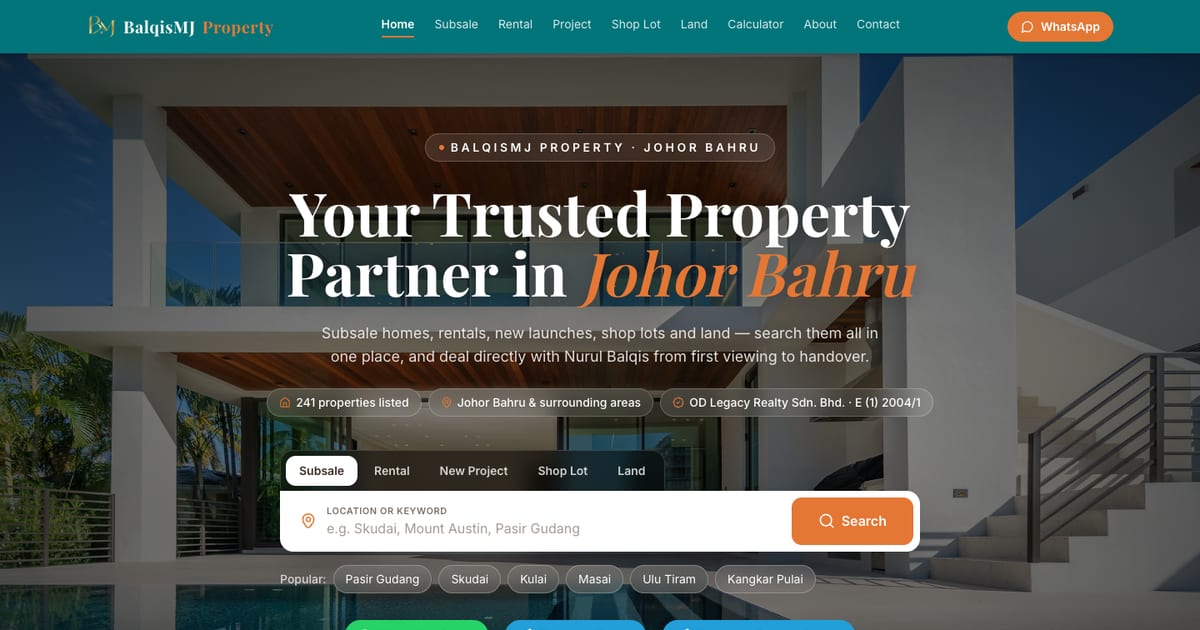 BM BalqisMJ Property
Home Subsale Rental Project Shop Lot Land Calculator About Contact
WhatsApp
BALQISMJ PROPERTY · JOHOR BAHRU
Your Trusted Property
Partner in Johor Bahru
Subsale homes, rentals, new launches, shop lots and land — search them all in
one place, and deal directly with Nurul Balqis from first viewing to handover.
241 properties listed
Johor Bahru & surrounding areas
OD Legacy Realty Sdn. Bhd. · E (1) 2004/1
Subsale Rental New Project Shop Lot Land
LOCATION OR KEYWORD
e.g. Skudai, Mount Austin, Pasir Gudang
Search
Popular: Pasir Gudang Skudai Kulai Masai Ulu Tiram Kangkar Pulai